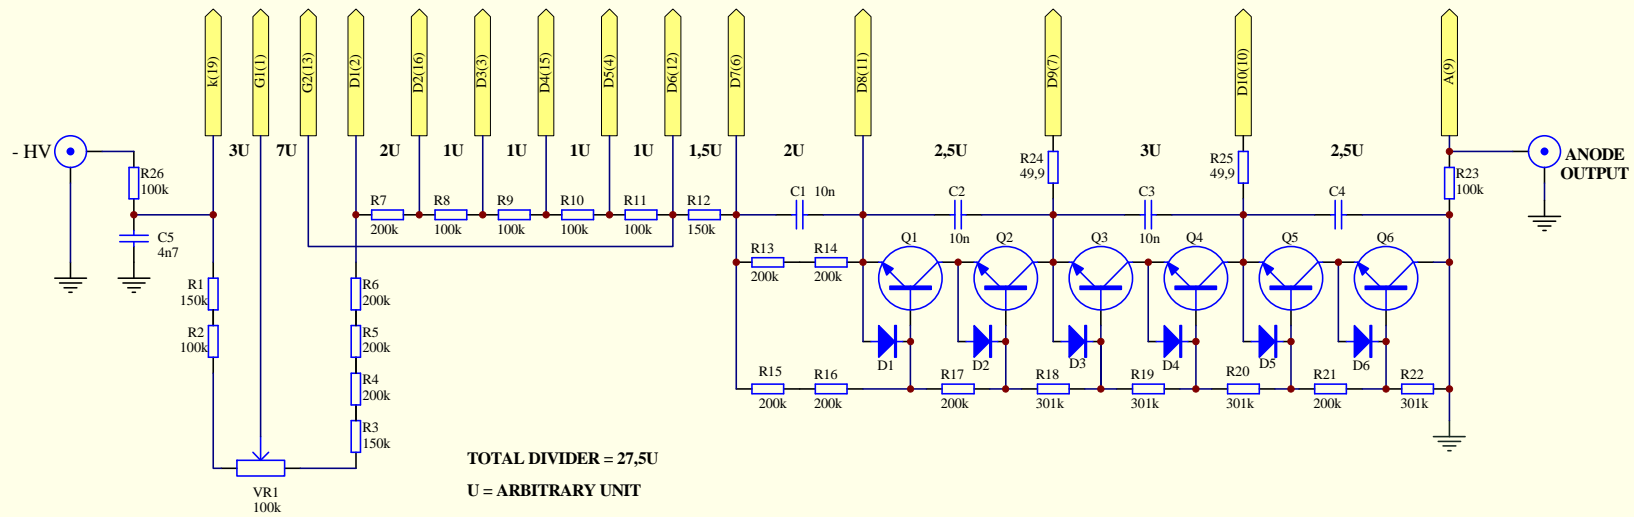 k(19)
G1(1)
G2(13)
D1(2)
D2(16)
D3(3)
D4(15)
D5(4)
D6(12)
D7(6)
D8(11)
D9(7)
D10(10)
A(9)
- HV
3U
7U
2U
1U
1U
1U
1U
1,5U
2U
2,5U
3U
2,5U
ANODE
OUTPUT
R26
100k
R24
49,9
R25
49,9
R23
100k
C5
4n7
R7
200k
R8
100k
R9
100k
R10
100k
R11
100k
R12
150k
C1 10n
C2
10n
C3
10n
C4
R13
200k
R14
200k
Q1
Q2
Q3
Q4
Q5
Q6
R1
150k
R2
100k
R6
200k
R5
200k
R4
200k
R3
150k
D1
D2
D3
D4
D5
D6
R15
200k
R16
200k
R17
200k
R18
301k
R19
301k
R20
301k
R21
200k
R22
301k
VR1
100k
TOTAL DIVIDER = 27,5U
U = ARBITRARY UNIT